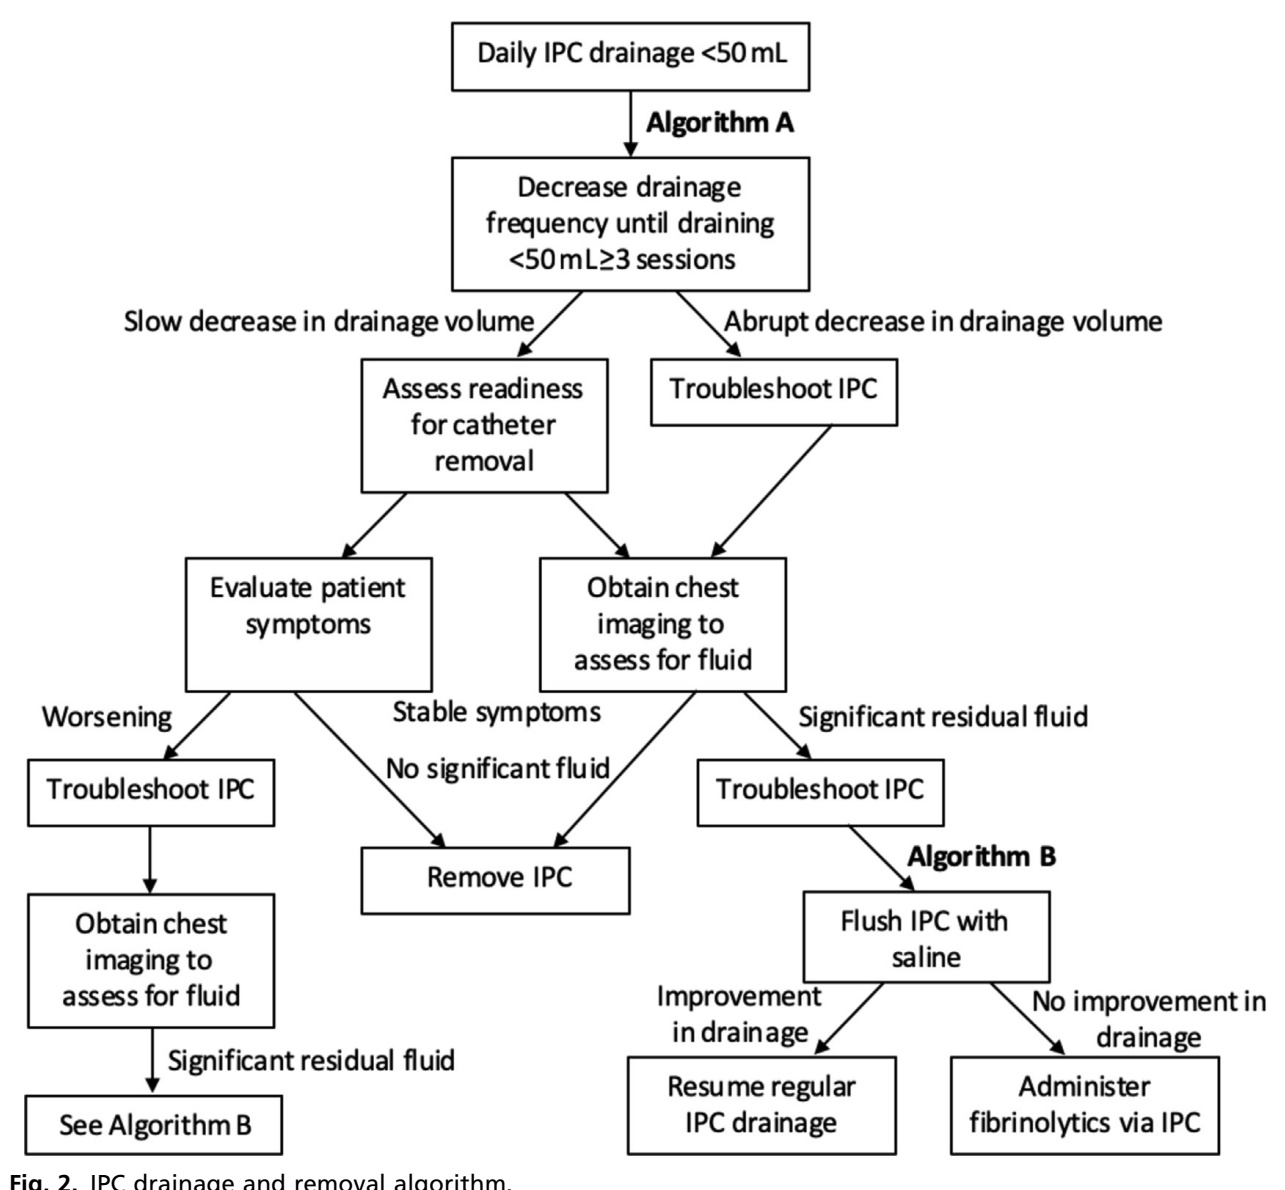 Daily IPC drainage <50 mL
Algorithm A
Decrease drainage
frequency until draining
<50 mL≥3 sessions
Slow decrease in drainage volume
Abrupt decrease in drainage volume
Assess readiness
for catheter
removal
Troubleshoot IPC
Evaluate patient
symptoms
Obtain chest
imaging to
assess for fluid
Worsening
Stable symptoms
No significant fluid
Significant residual fluid
Troubleshoot IPC
Remove IPC
Troubleshoot IPC
Algorithm B
Obtain chest
imaging to
assess for fluid
Flush IPC with
saline
Significant residual fluid
Improvement
in drainage
No improvement in
drainage
See Algorithm B
Resume regular
IPC drainage
Administer
fibrinolytics via IPC
Fig. 2. IPC drainage and removal algorithm.